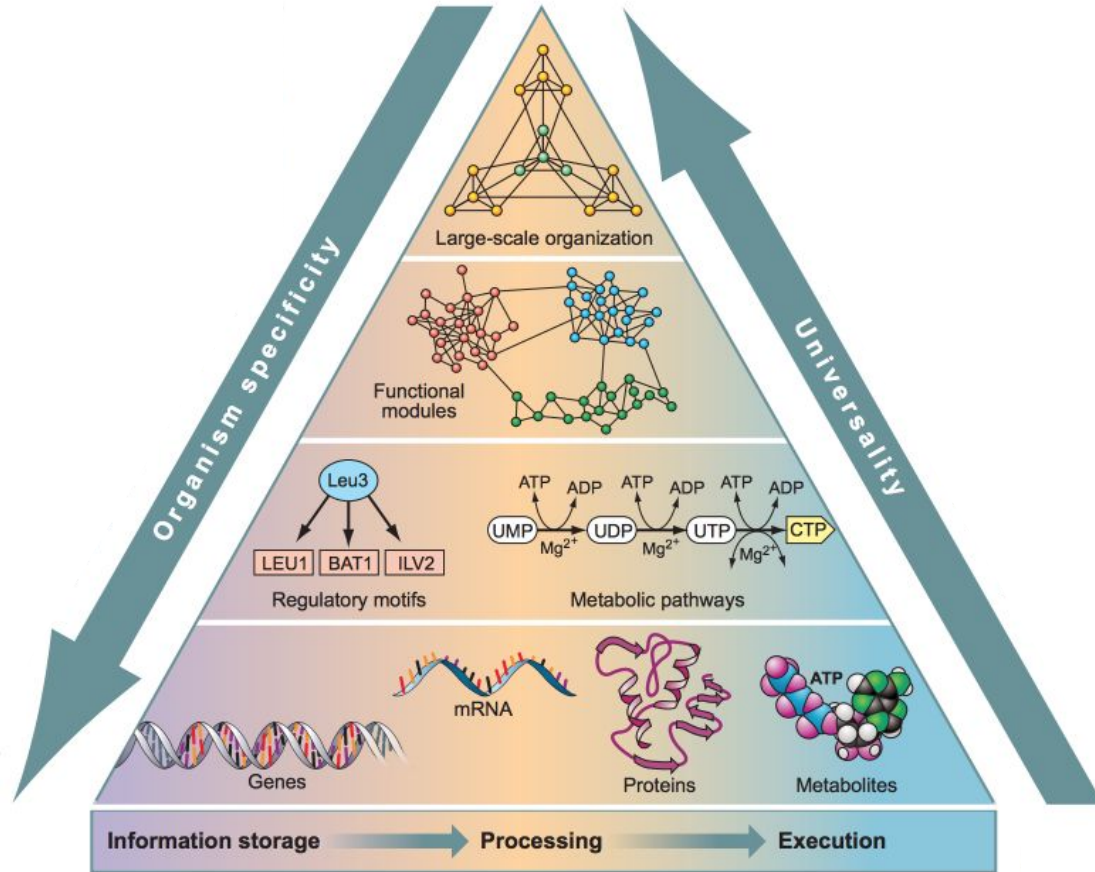 Organism specificity
Universality
Large-scale organization
Functional
modules
Leu3
LEU1 BAT1 ILV2
Regulatory motifs
ATP ADP ATP ADP ATP ADP
UMP UDP UTP CTP
Mg2+ Mg2+ Mg2+
Metabolic pathways
mRNA
Genes
Proteins
ATP
Metabolites
Information storage Processing Execution